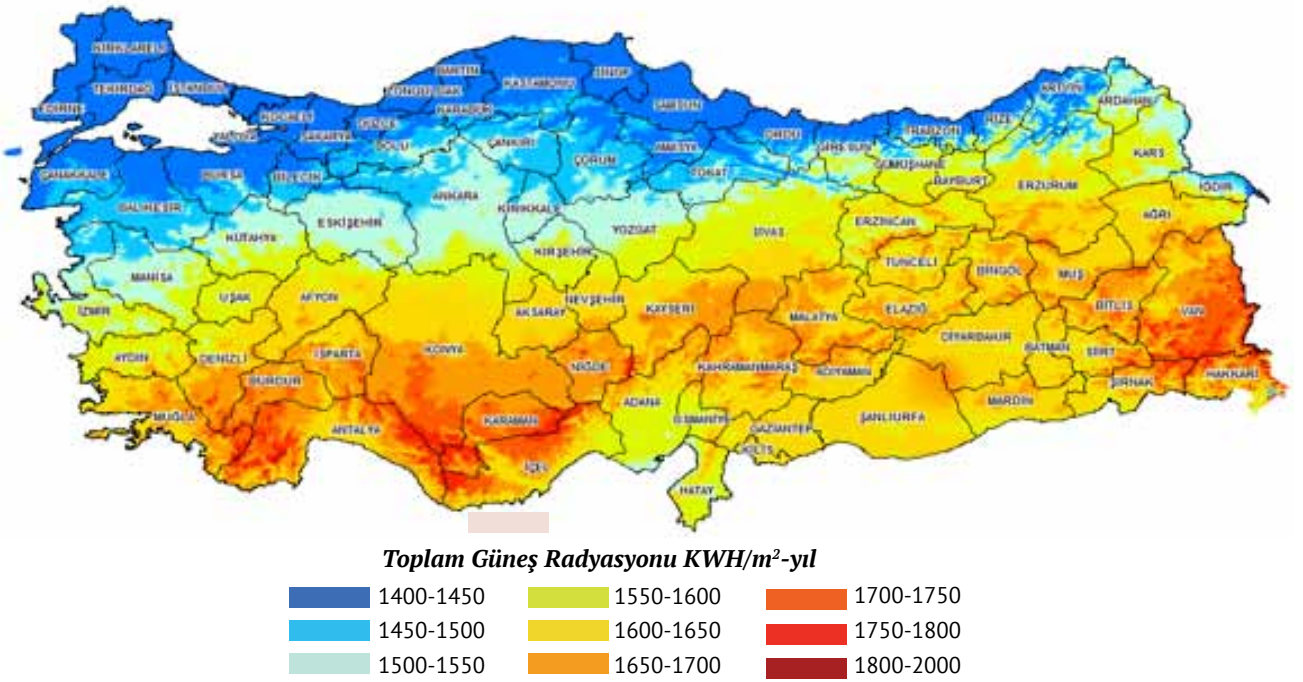 KIRKLARELİ
EDİRNE TEKİRDAĞ İSTANBUL
KOCAELİ
YALOVA SAKARYA DÜZCE
BOLU
BARTIN
KARABÜK
KASTAMONU
SİNOP
SAMSUN
ÇANKIRI
ÇORUM
AMASYA
TOKAT
ORDU
GİRESUN
TRABZON
RİZE
ARTVİN
ARDAHAN
GÜMÜŞHANE
BAYBURT
ERZURUM
KARS
IĞDIR
AĞRI
ÇANAKKALE
BURSA
BİLECİK
BALIKESİR
KÜTAHYA
ESKİŞEHİR
ANKARA
KIRIKKALE
YOZGAT
KIRŞEHİR
SİVAS
ERZİNCAN
TUNCELİ
BİNGÖL
MUŞ
BİTLİS
VAN
MANİSA
İZMİR
UŞAK
AFYON
AKSARAY
NEVŞEHİR
KAYSERİ
MALATYA
ELAZIĞ
DİYARBAKIR
BATMAN
SİİRT
ŞIRNAK
HAKKARİ
AYDIN
DENİZLİ
ISPARTA
BURDUR
KONYA
NİĞDE
KAHRAMANMARAŞ
ADIYAMAN
MARDİN
MUĞLA
ANTALYA
KARAMAN
İÇEL
ADANA
OSMANİYE
GAZİANTEP
KİLİS
ŞANLIURFA
HATAY
Toplam Güneş Radyasyonu KWH/m²-yıl
1400-1450 1550-1600 1700-1750
1450-1500 1600-1650 1750-1800
1500-1550 1650-1700 1800-2000